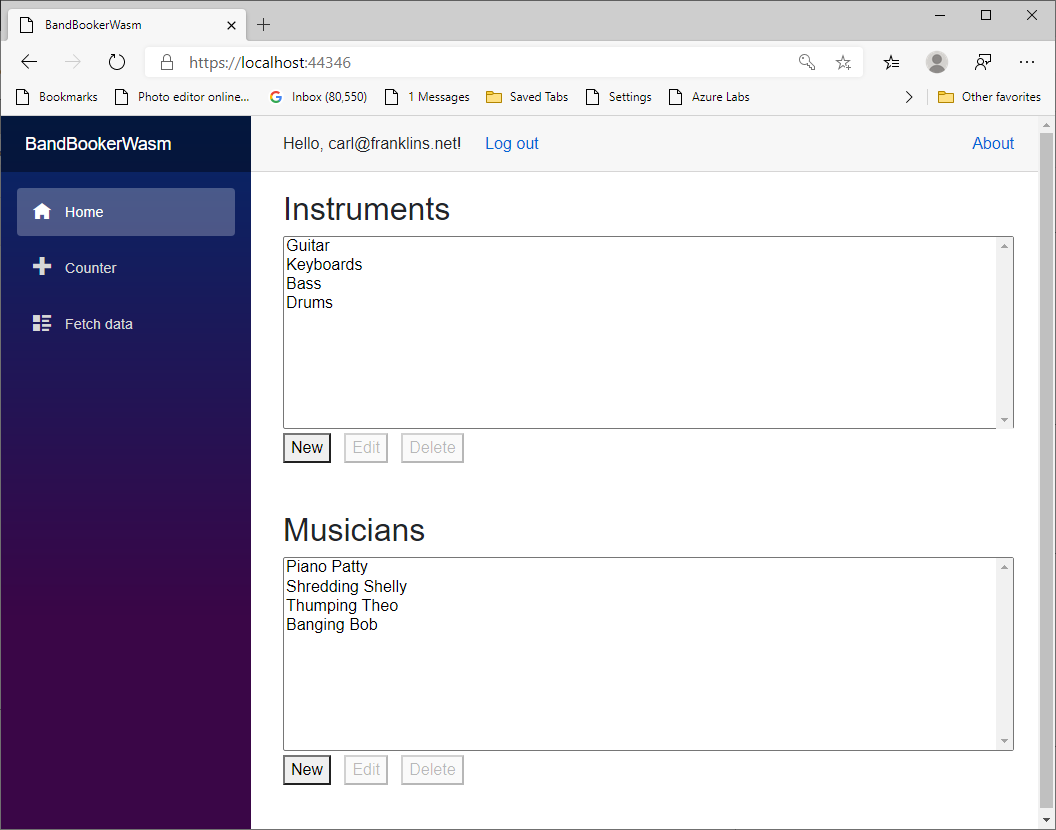 BandBookerWasm
https://localhost:44346
Bookmarks Photo editor online... Inbox (80,550) 1 Messages Saved Tabs Settings Azure Labs Other favorites
BandBookerWasm Hello, carl@franklins.net! Log out About
Home
Counter
Fetch data
Instruments
Guitar
Keyboards
Bass
Drums
New Edit Delete
Musicians
Piano Patty
Shredding Shelly
Thumping Theo
Banging Bob
New Edit Delete